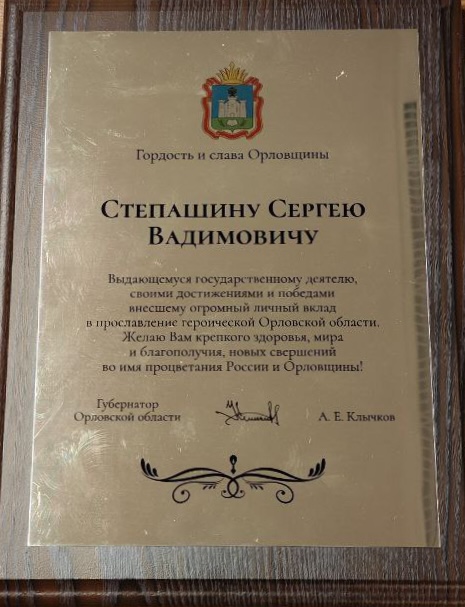 Гордость и слава Орловщины
Степашину Сергею
Вадимовичу
Выдающемуся государственному деятелю,
своими достижениями и победами
внесшему огромный личный вклад
в прославление героической Орловской области.
Желаю Вам крепкого здоровья, мира
и благополучия, новых свершений
во имя процветания России и Орловщины!
Губернатор
Орловской области
А. Е. Клычков